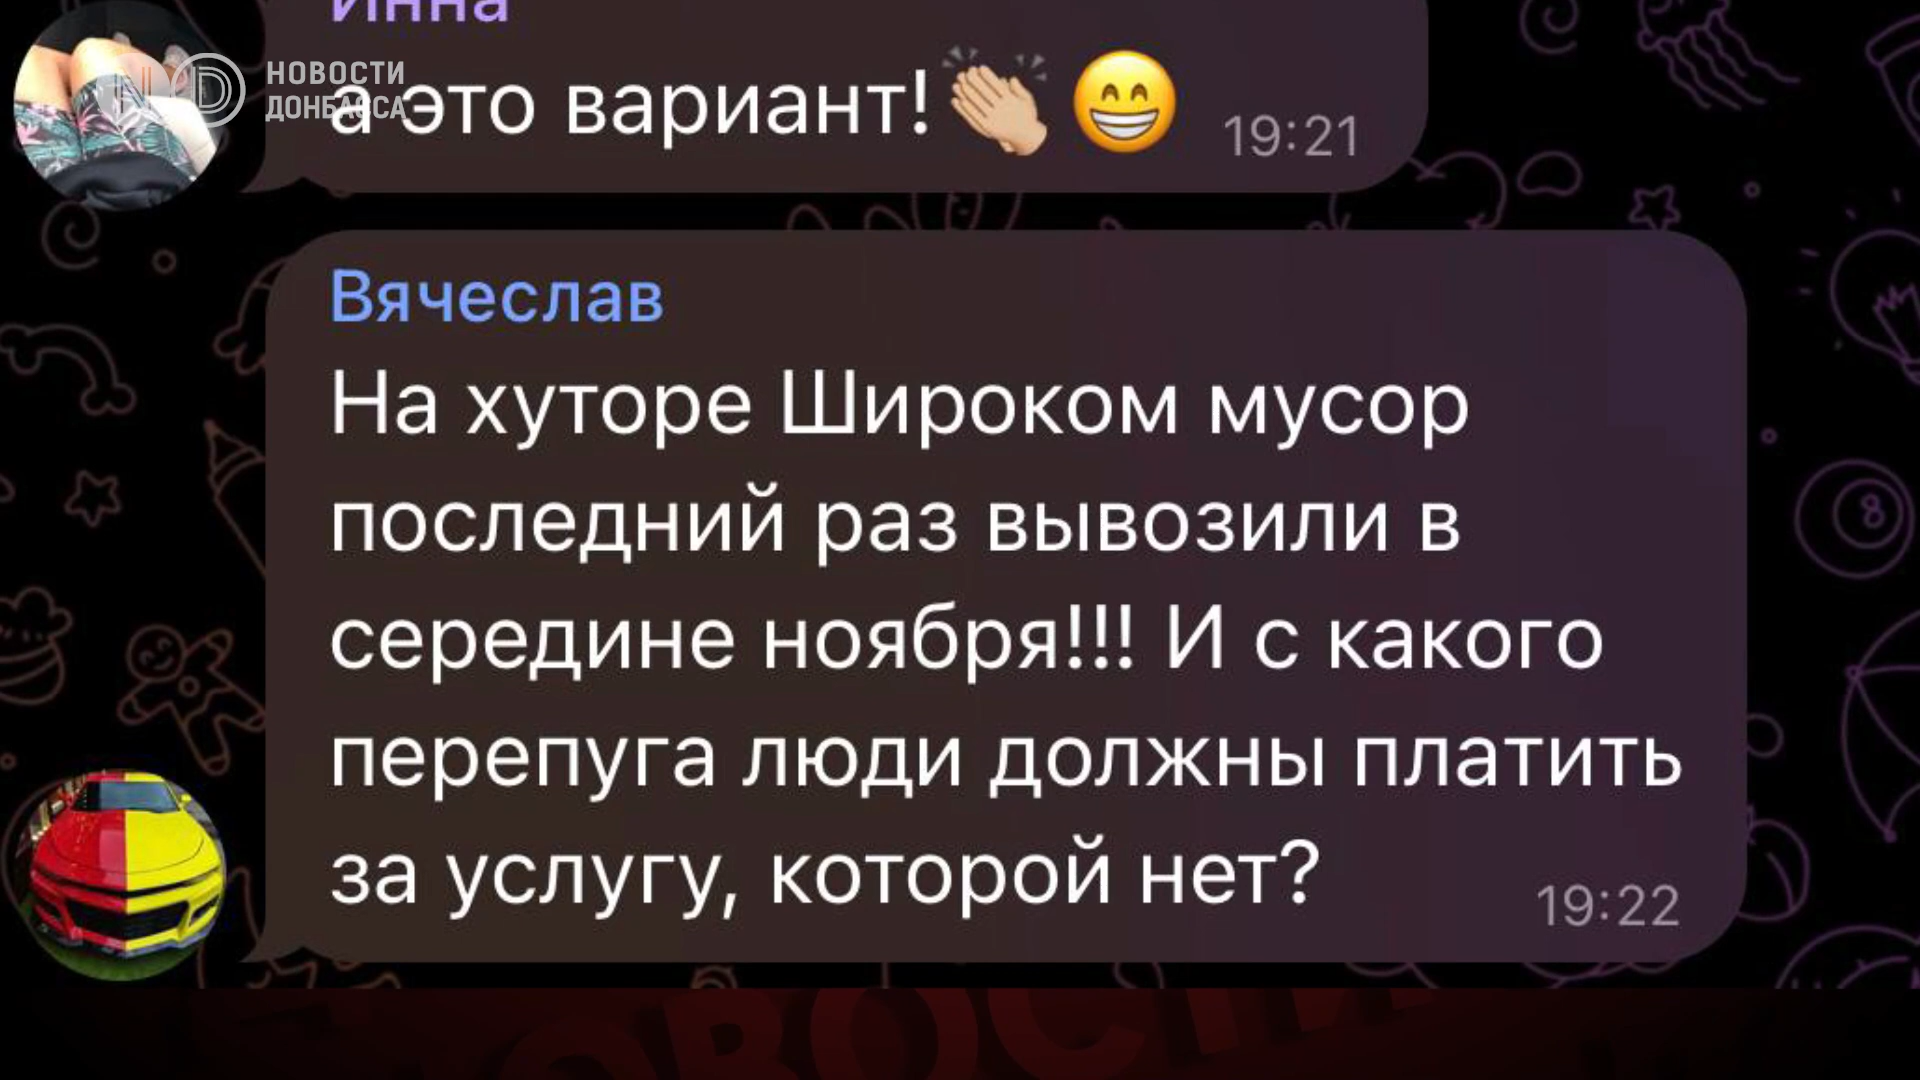 Инна
НОВОСТИ
ДОНБАССА
а это вариант!👏🏼 😁
19:21
Вячеслав
На хуторе Широком мусор
последний раз вывозили в
середине ноября!!! И с какого
перепуга люди должны платить
за услугу, которой нет?
19:22
НОВОСТИ